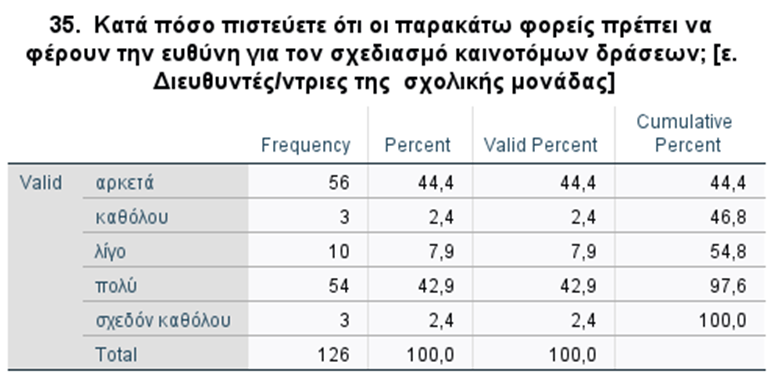 35. Κατά πόσο πιστεύετε ότι οι παρακάτω φορείς πρέπει να
φέρουν την ευθύνη για τον σχεδιασμό καινοτόμων δράσεων; [ε.
Διευθυντές/ντριες της σχολικής μονάδας]
Frequency Percent Valid Percent Cumulative Percent
Valid αρκετά 56 44,4 44,4 44,4
καθόλου 3 2,4 2,4 46,8
λίγο 10 7,9 7,9 54,8
πολύ 54 42,9 42,9 97,6
σχεδόν καθόλου 3 2,4 2,4 100,0
Total 126 100,0 100,0